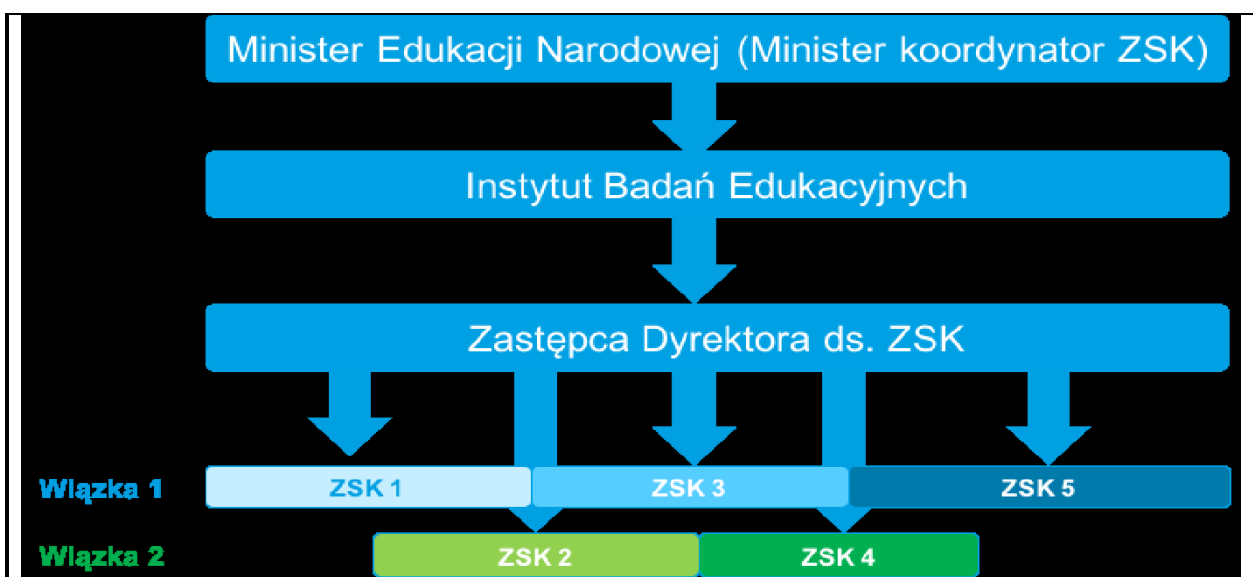 Minister Edukacji Narodowej (Minister koordynator ZSK)
Instytut Badań Edukacyjnych
Zastępca Dyrektora ds. ZSK
Wiązka 1
ZSK 1
ZSK 3
ZSK 5
Wiązka 2
ZSK 2
ZSK 4